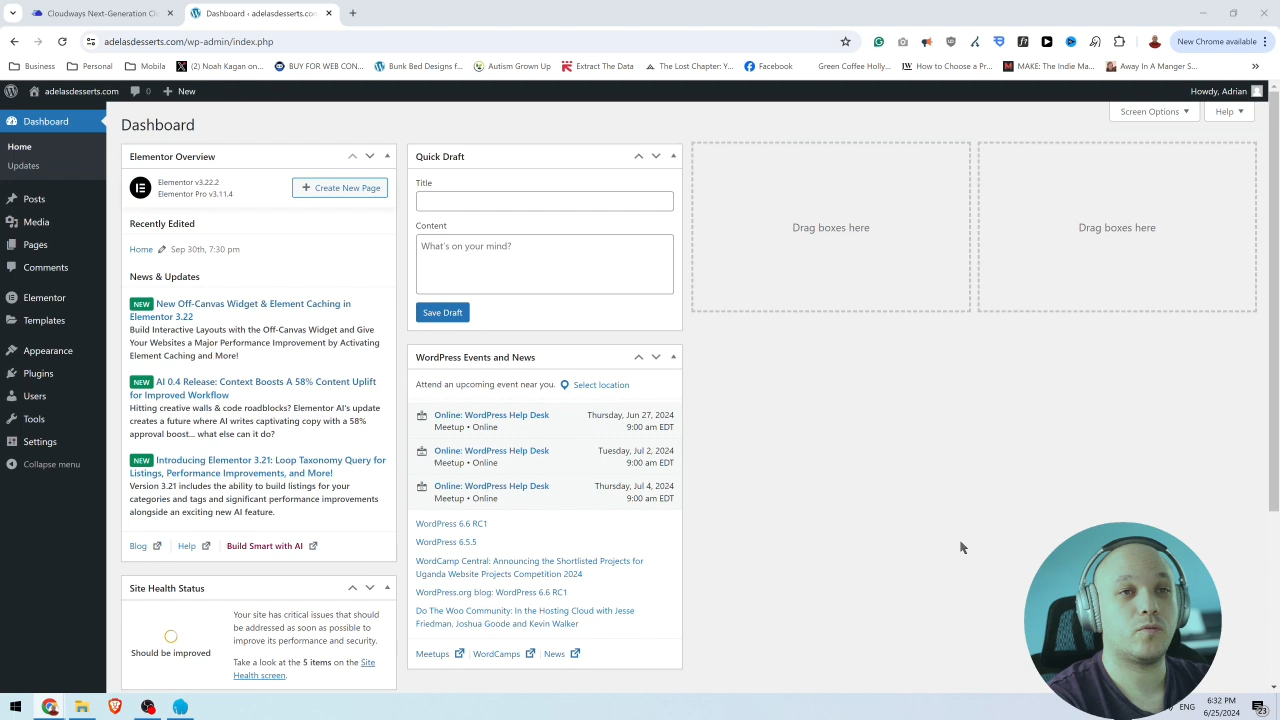 Cloudways Next-Generation Clo
Dashboard ‹ adelasdesserts.com —
adelasdesserts.com/wp-admin/index.php
New Chrome available
Business
Personal
Mobila
(2) Noah Kagan on...
BUY FOR WEB CON...
Bunk Bed Designs f...
Autism Grown Up
Extract The Data
The Lost Chapter: Y...
Facebook
Green Coffee Holly...
How to Choose a Pr...
MAKE: The Indie Ma...
Away In A Manger S...
adelasdesserts.com
0
New
Howdy, Adrian
Dashboard
Home
Updates
Posts
Media
Pages
Comments
Elementor
Templates
Appearance
Plugins
Users
Tools
Settings
Collapse menu
Dashboard
Screen Options
Help
Elementor Overview
Elementor v3.22.2
Elementor Pro v3.11.4
Create New Page
Recently Edited
Home Sep 30th, 7:30 pm
News & Updates
NEW New Off-Canvas Widget & Element Caching in
Elementor 3.22
Build Interactive Layouts with the Off-Canvas Widget and Give
Your Websites a Major Performance Improvement by Activating
Element Caching and More!
NEW AI 0.4 Release: Context Boosts A 58% Content Uplift
for Improved Workflow
Hitting creative walls & code roadblocks? Elementor AI's update
creates a future where AI writes captivating copy with a 58%
approval boost... what else can it do?
NEW Introducing Elementor 3.21: Loop Taxonomy Query for
Listings, Performance Improvements, and More!
Version 3.21 includes the ability to build listings for your
categories and tags and significant performance improvements
alongside an exciting new AI feature.
Blog
Help
Build Smart with AI
Site Health Status
Should be improved
Your site has critical issues that should
be addressed as soon as possible to
improve its performance and security.
Take a look at the 5 items on the Site
Health screen.
Quick Draft
Title
Content
What's on your mind?
Save Draft
WordPress Events and News
Attend an upcoming event near you. Select location
Online: WordPress Help Desk
Meetup • Online
Thursday, Jun 27, 2024
9:00 am EDT
Online: WordPress Help Desk
Meetup • Online
Tuesday, Jul 2, 2024
9:00 am EDT
Online: WordPress Help Desk
Meetup • Online
Thursday, Jul 4, 2024
9:00 am EDT
WordPress 6.6 RC1
WordPress 6.5.5
WordCamp Central: Announcing the Shortlisted Projects for
Uganda Website Projects Competition 2024
WordPress.org blog: WordPress 6.6 RC1
Do The Woo Community: In the Hosting Cloud with Jesse
Friedman, Joshua Goode and Kevin Walker
Meetups
WordCamps
News
Drag boxes here
Drag boxes here
ENG
6:32 PM
6/25/2024
23